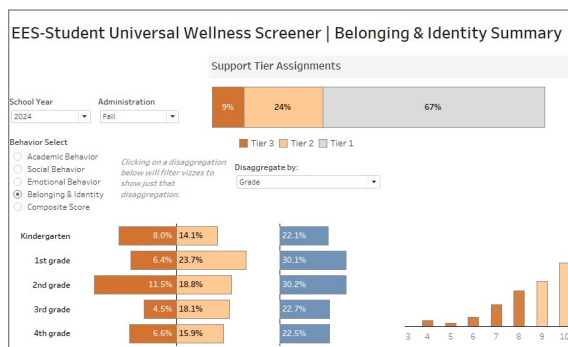 EES-Student Universal Wellness Screener | Belonging & Identity Summary
Support Tier Assignments
School Year
Administration
2024
Fall
9%
24%
67%
Tier 3
Tier 2
Tier 1
Behavior Select
Academic Behavior
Social Behavior
Emotional Behavior
Belonging & Identity
Composite Score
Clicking on a disaggregation
below will filter vizzes to
show just that
disaggregation.
Disaggregate by:
Grade
Kindergarten 8.0% 14.1% 22.1%
1st grade 6.4% 23.7% 30.1%
2nd grade 11.5% 18.8% 30.2%
3rd grade 4.5% 18.1% 22.7%
4th grade 6.6% 15.9% 22.5%
3 4 5 6 7 8 9 10